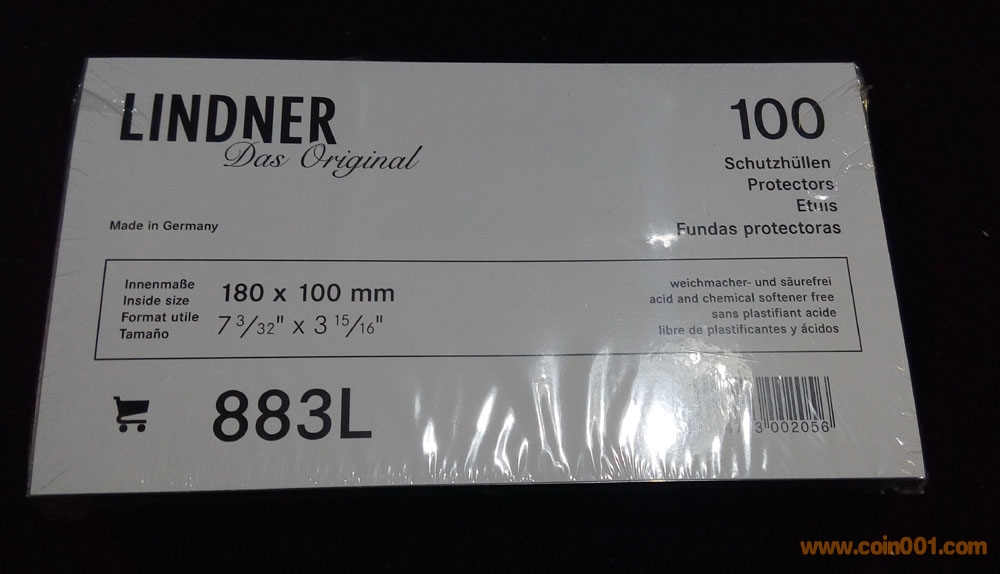 LINDNER
Das Original
100
Schutzhüllen
Protectors
Etuis
Fundas protectoras
Made in Germany
Innenmaße
Inside size
Format utile
Tamaño
180 x 100 mm
7 3/32" x 3 15/16"
weichmacher- und säurefrei
acid and chemical softener free
sans plastifiant acide
libre de plastificantes y ácidos
883L
002056
www.coin001.com